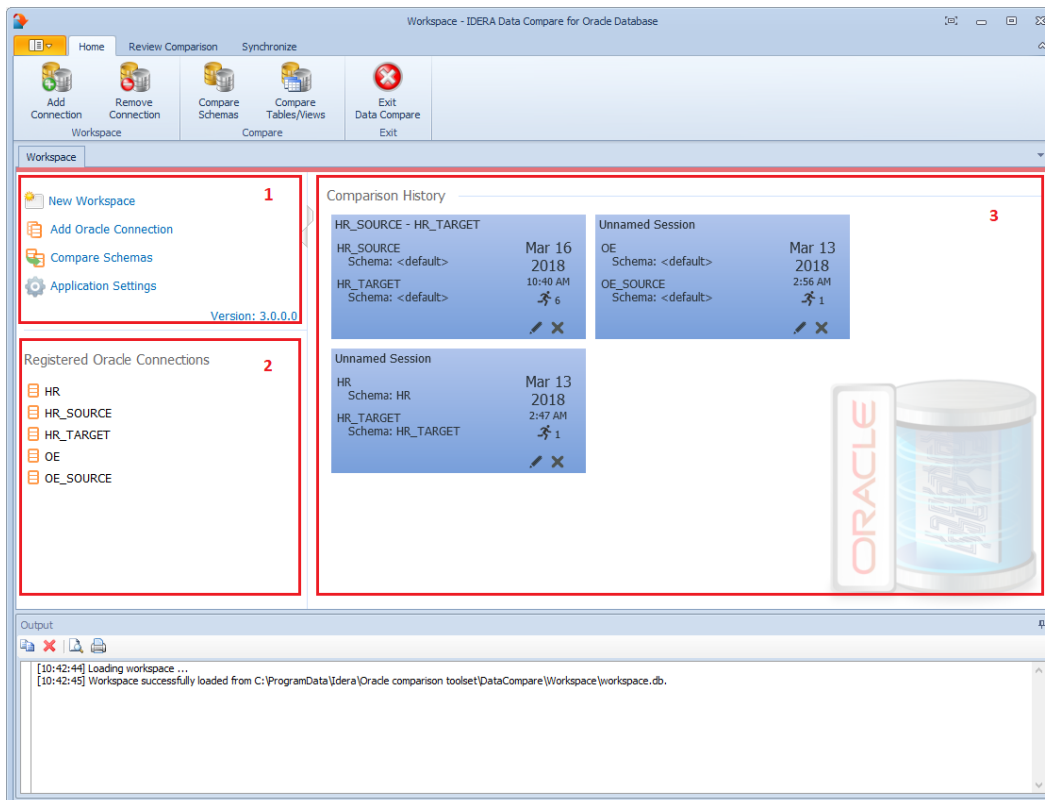 Workspace - IDERA Data Compare for Oracle Database
Home Review Comparison Synchronize
Add Connection
Remove Connection
Compare Schemas
Compare Tables/Views
Exit Data Compare
Workspace
Compare
Exit
Workspace
1
New Workspace
Add Oracle Connection
Compare Schemas
Application Settings
Version: 3.0.0.0
Registered Oracle Connections
2
HR
HR_SOURCE
HR_TARGET
OE
OE_SOURCE
Comparison History
3
HR_SOURCE - HR_TARGET
HR_SOURCE
Schema: <default>
HR_TARGET
Schema: <default>
Mar 16
2018
10:40 AM
6
Unnamed Session
OE
Schema: <default>
OE_SOURCE
Schema: <default>
Mar 13
2018
2:56 AM
1
Unnamed Session
HR
Schema: HR
HR_TARGET
Schema: HR_TARGET
Mar 13
2018
2:47 AM
1
ORACLE
Output
[10:42:44] Loading workspace ...
[10:42:45] Workspace successfully loaded from C:\ProgramData\Idera\Oracle comparison toolset\DataCompare\Workspace\workspace.db.